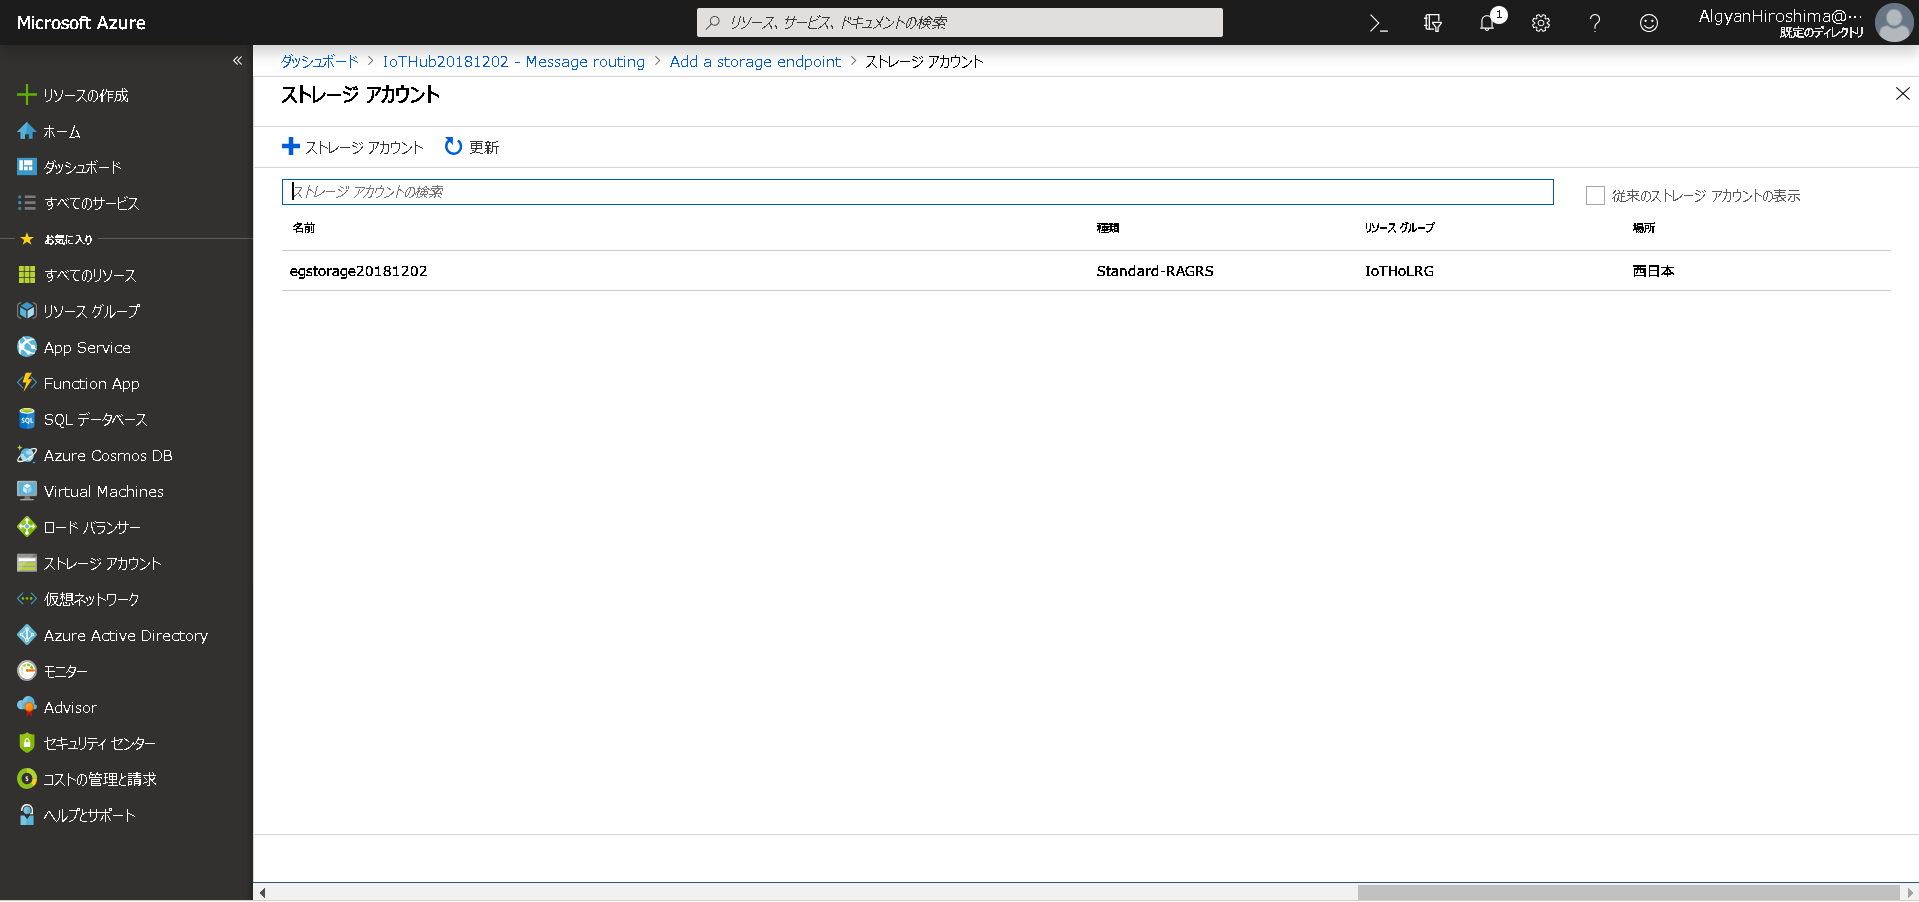 Microsoft Azure
リソース、サービス、ドキュメントの検索
1
AlgyanHiroshima@…
既定のディレクトリ
ダッシュボード > IoTHub20181202 - Message routing > Add a storage endpoint > ストレージ アカウント
ストレージ アカウント
ストレージ アカウント 更新
ストレージ アカウントの検索
従来のストレージ アカウントの表示
名前 種類 リソース グループ 場所
egstorage20181202 Standard-RAGRS IoTHoLRG 西日本
リソースの作成
ホーム
ダッシュボード
すべてのサービス
お気に入り
すべてのリソース
リソース グループ
App Service
Function App
SQL データベース
Azure Cosmos DB
Virtual Machines
ロード バランサー
ストレージ アカウント
仮想ネットワーク
Azure Active Directory
モニター
Advisor
セキュリティ センター
コストの管理と請求
ヘルプとサポート